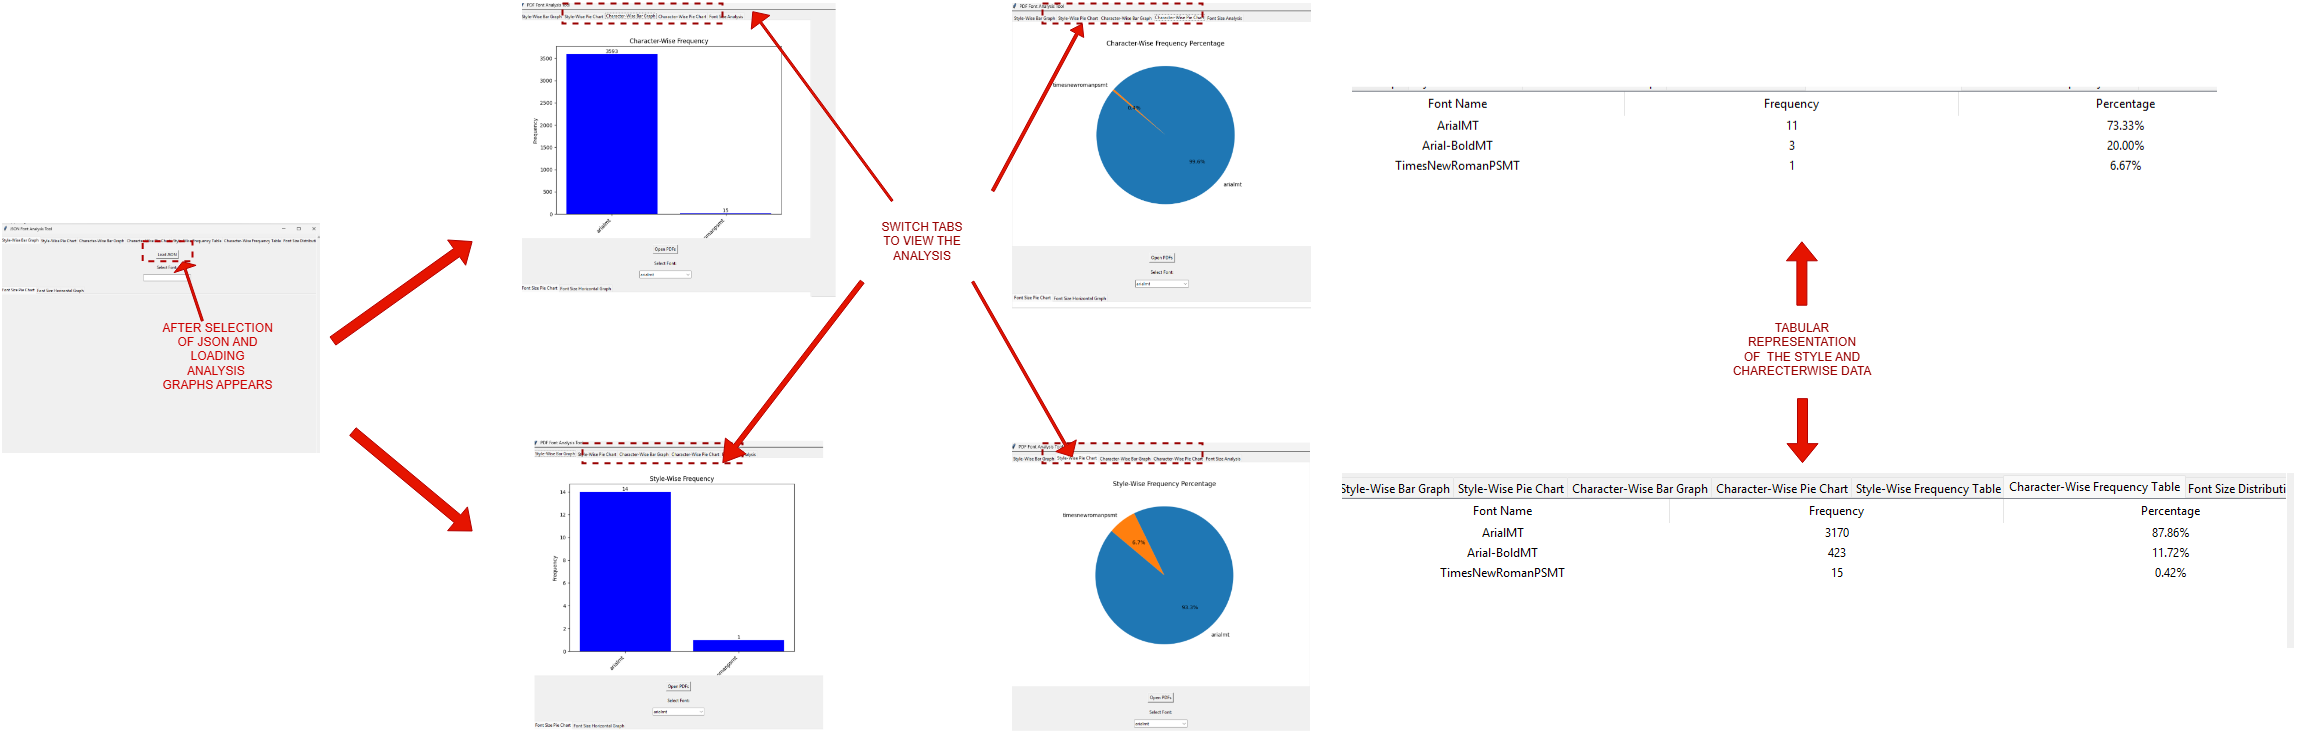 JSON Font Analysis Tool
Style-Wise Bar Graph Style-Wise Pie Chart Character-Wise Bar Graph Frequency Table Character-Wise Frequency Table Font Size Distributi
Load JSON
Select Font:
Font Size Pie Chart Font Size Horizontal Graph
AFTER SELECTION
OF JSON AND
LOADING
ANALYSIS
GRAPHS APPEARS
PDF Font Analysis Tool
Style-Wise Bar Graph Style-Wise Pie Chart Character-Wise Bar Graph Character-Wise Pie Chart Font Size Analysis
Character-Wise Frequency
3593
3500
3000
2500
2000
1500
1000
500
0
Frequency
15
arialmt
romanpsmt
Open PDFs
Select Font:
arialmt
Font Size Pie Chart Font Size Horizontal Graph
PDF Font Analysis Tool
Style-Wise Bar Graph Style-Wise Pie Chart Character-Wise Bar Graph Character-Wise Pie Chart Analysis
Style-Wise Frequency
14
14
12
10
8
6
4
2
0
Frequency
1
arialmt
romanpsmt
Open PDFs
Select Font:
arialmt
Font Size Pie Chart Font Size Horizontal Graph
SWITCH TABS
TO VIEW THE
ANALYSIS
PDF Font Analysis Tool
Style-Wise Bar Graph Style-Wise Pie Chart Character-Wise Bar Graph Character-Wise Pie Chart Font Size Analysis
Character-Wise Frequency Percentage
timesnewromanpsmt
0.4%
99.6%
arialmt
Open PDFs
Select Font:
arialmt
Font Size Pie Chart Font Size Horizontal Graph
PDF Font Analysis Tool
Style-Wise Bar Graph Style-Wise Pie Chart Character-Wise Bar Graph Character-Wise Pie Chart Font Size Analysis
Style-Wise Frequency Percentage
timesnewromanpsmt
6.7%
93.3%
arialmt
Open PDFs
Select Font:
arialmt
Font Name Frequency Percentage
ArialMT 11 73.33%
Arial-BoldMT 3 20.00%
TimesNewRomanPSMT 1 6.67%
TABULAR
REPRESENTATION
OF THE STYLE AND
CHARECTERWISE DATA
Style-Wise Bar Graph Style-Wise Pie Chart Character-Wise Bar Graph Character-Wise Pie Chart Style-Wise Frequency Table Character-Wise Frequency Table Font Size Distributi
Font Name Frequency Percentage
ArialMT 3170 87.86%
Arial-BoldMT 423 11.72%
TimesNewRomanPSMT 15 0.42%